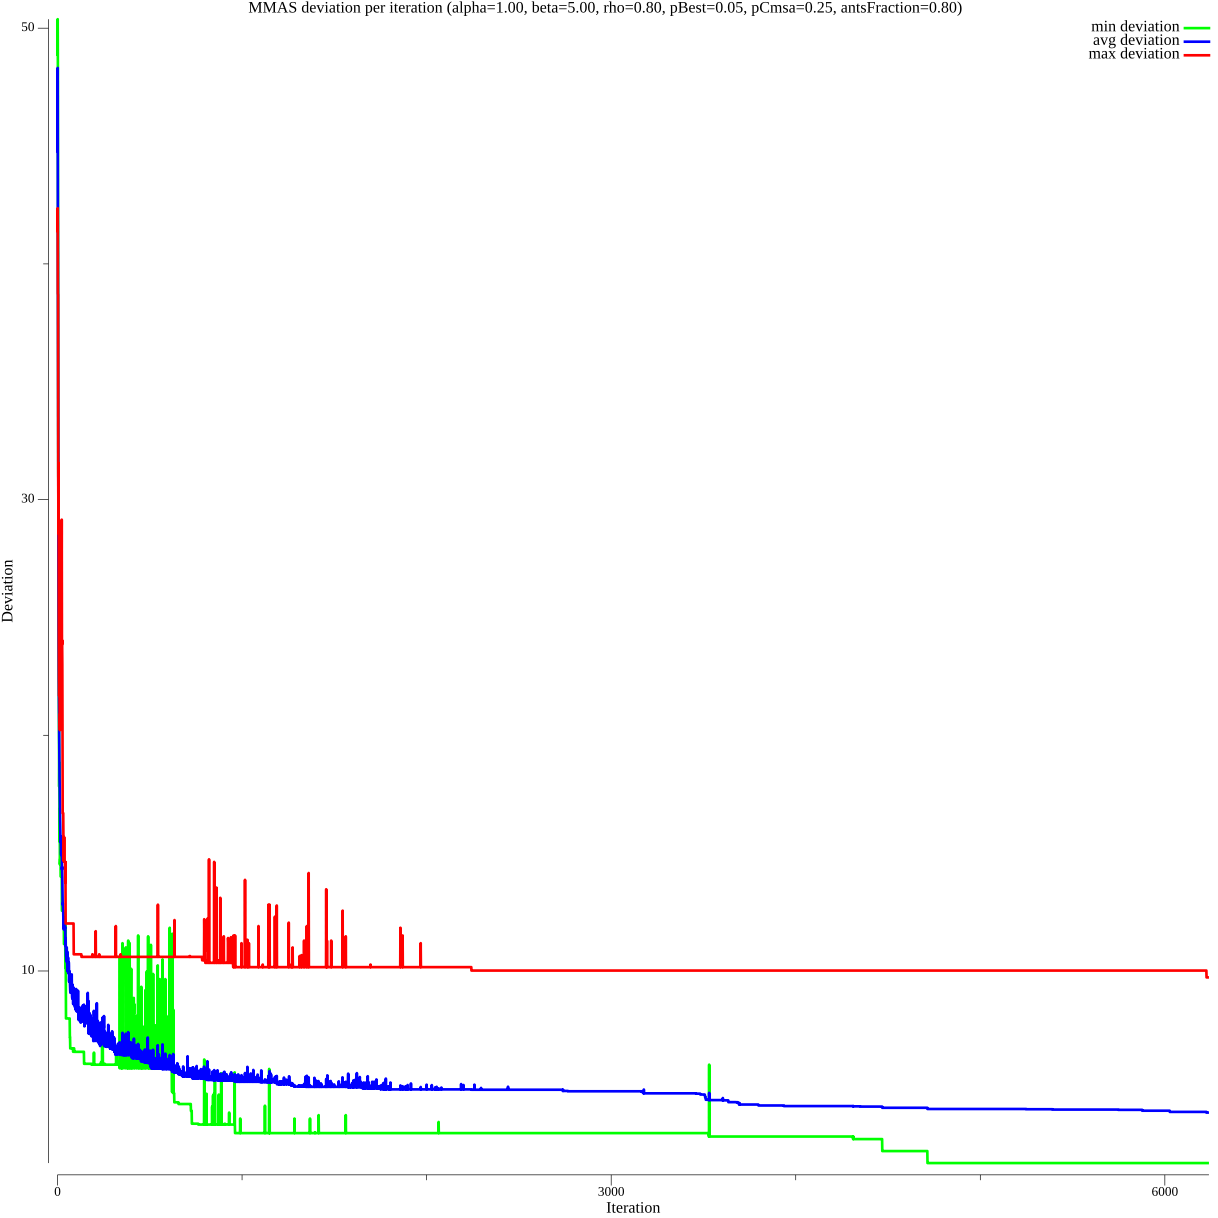 MMAS deviation per iteration (alpha=1.00, beta=5.00, rho=0.80, pBest=0.05, pCmsa=0.25, antsFraction=0.80)
min deviation
avg deviation
max deviation
50
30
10
Deviation
0
3000
6000
Iteration